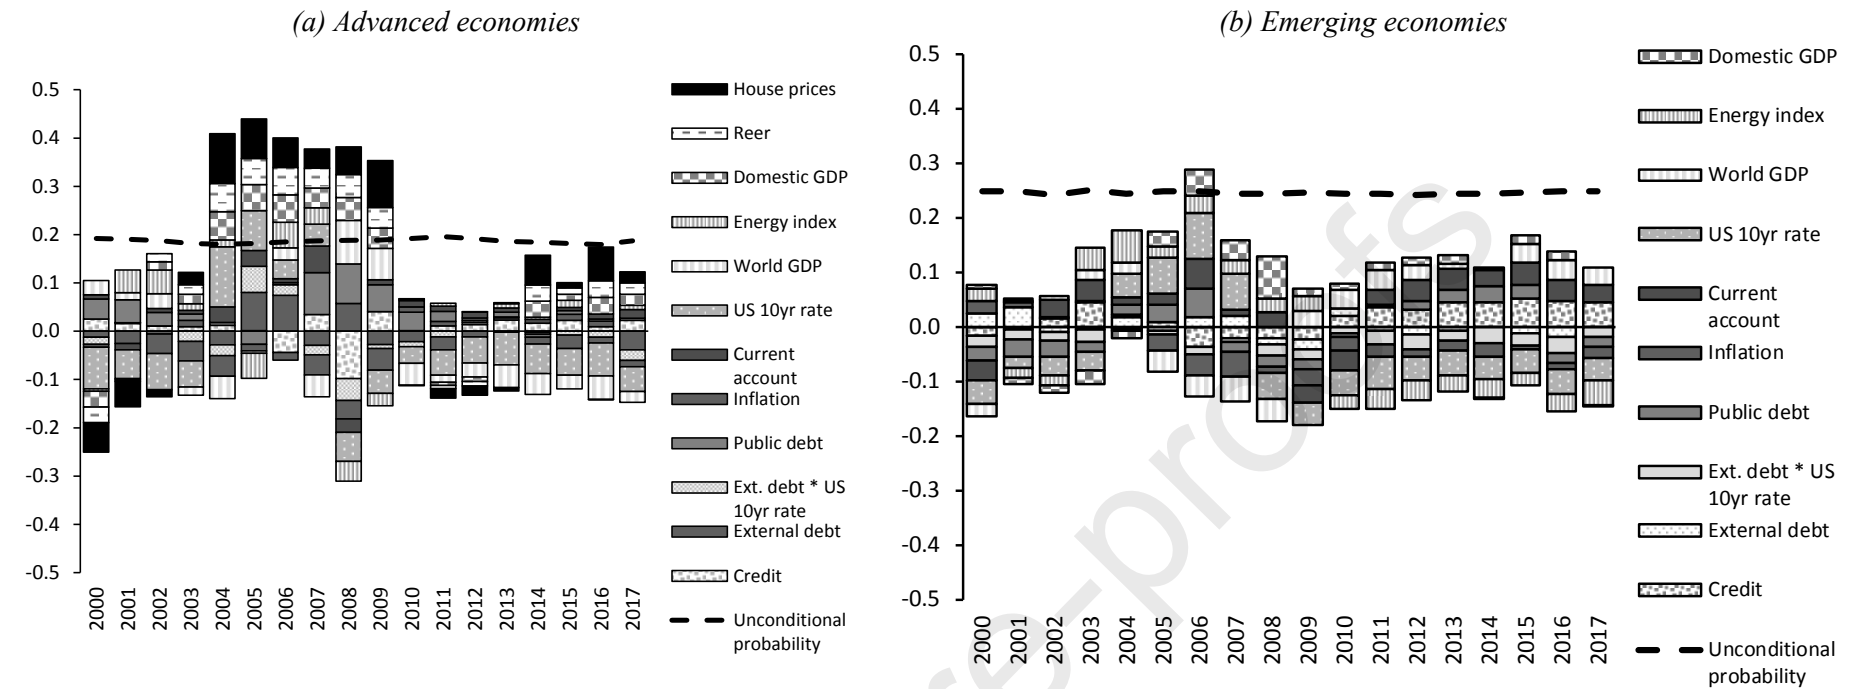 (a) Advanced economies
0.5
0.4
0.3
0.2
0.1
0.0
-0.1
-0.2
-0.3
-0.4
-0.5
2000
2001
2002
2003
2004
2005
2006
2007
2008
2009
2010
2011
2012
2013
2014
2015
2016
2017
House prices
Reer
Domestic GDP
Energy index
World GDP
US 10yr rate
Current
account
Inflation
Public debt
Ext. debt * US
10yr rate
External debt
Credit
Unconditional
probability
(b) Emerging economies
0.5
0.4
0.3
0.2
0.1
0.0
-0.1
-0.2
-0.3
-0.4
-0.5
2000
2001
2002
2003
2004
2005
2006
2007
2008
2009
2010
2011
2012
2013
2014
2015
2016
2017
Domestic GDP
Energy index
World GDP
US 10yr rate
Current
account
Inflation
Public debt
Ext. debt * US
10yr rate
External debt
Credit
Unconditional
probability
re-proofs